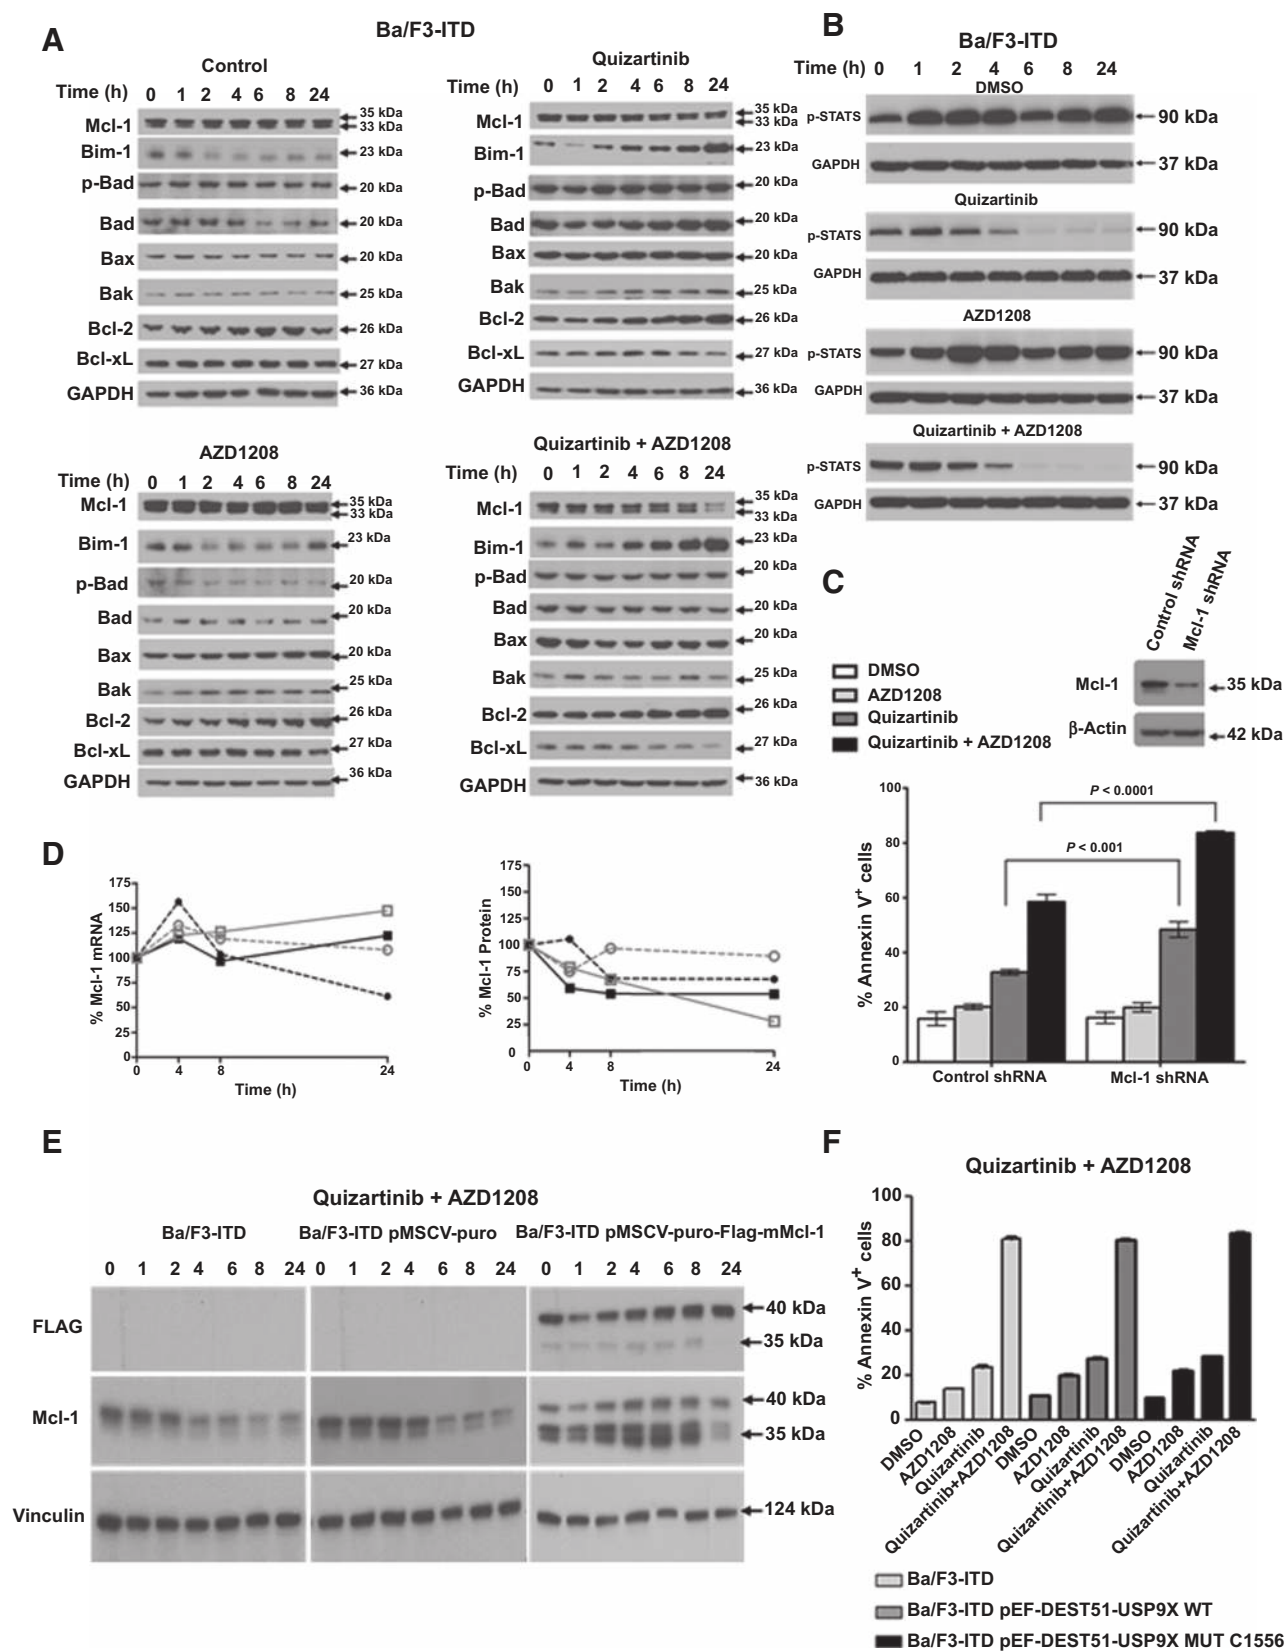 A
Ba/F3-ITD
Control
Time (h) 0 1 2 4 6 8 24
Mcl-1 35 kDa
33 kDa
Bim-1 23 kDa
p-Bad 20 kDa
Bad 20 kDa
Bax 20 kDa
Bak 25 kDa
Bcl-2 26 kDa
Bcl-xL 27 kDa
GAPDH 36 kDa
Quizartinib
Time (h) 0 1 2 4 6 8 24
Mcl-1 35 kDa
33 kDa
Bim-1 23 kDa
p-Bad 20 kDa
Bad 20 kDa
Bax 20 kDa
Bak 25 kDa
Bcl-2 26 kDa
Bcl-xL 27 kDa
GAPDH 36 kDa
AZD1208
Time (h) 0 1 2 4 6 8 24
Mcl-1 35 kDa
33 kDa
Bim-1 23 kDa
p-Bad 20 kDa
Bad 20 kDa
Bax 20 kDa
Bak 25 kDa
Bcl-2 26 kDa
Bcl-xL 27 kDa
GAPDH 36 kDa
Quizartinib + AZD1208
Time (h) 0 1 2 4 6 8 24
Mcl-1 35 kDa
33 kDa
Bim-1 23 kDa
p-Bad 20 kDa
Bad 20 kDa
Bax 20 kDa
Bak 25 kDa
Bcl-2 26 kDa
Bcl-xL 27 kDa
GAPDH 36 kDa
B
Ba/F3-ITD
Time (h) 0 1 2 4 6 8 24
DMSO
p-STATS 90 kDa
GAPDH 37 kDa
Quizartinib
p-STATS 90 kDa
GAPDH 37 kDa
AZD1208
p-STATS 90 kDa
GAPDH 37 kDa
Quizartinib + AZD1208
p-STATS 90 kDa
GAPDH 37 kDa
C
DMSO
AZD1208
Quizartinib
Quizartinib + AZD1208
Control shRNA
Mcl-1 shRNA
Mcl-1 35 kDa
β-Actin 42 kDa
% Annexin V+ cells
100
80
60
40
20
0
P < 0.0001
P < 0.001
Control shRNA Mcl-1 shRNA
D
% Mcl-1 mRNA
175
150
125
100
75
50
25
0
0 4 8 24
Time (h)
% Mcl-1 Protein
175
150
125
100
75
50
25
0
0 4 8 24
Time (h)
E
Quizartinib + AZD1208
Ba/F3-ITD Ba/F3-ITD pMSCV-puro Ba/F3-ITD pMSCV-puro-Flag-mMcl-1
0 1 2 4 6 8 24 0 1 2 4 6 8 24 0 1 2 4 6 8 24
FLAG 40 kDa
35 kDa
Mcl-1 40 kDa
35 kDa
Vinculin 124 kDa
F
Quizartinib + AZD1208
% Annexin V+ cells
100
80
60
40
20
0
DMSO
AZD1208
Quizartinib
Quizartinib+AZD1208
DMSO
AZD1208
Quizartinib
Quizartinib+AZD1208
DMSO
AZD1208
Quizartinib
Quizartinib+AZD1208
Ba/F3-ITD
Ba/F3-ITD pEF-DEST51-USP9X WT
Ba/F3-ITD pEF-DEST51-USP9X MUT C1556